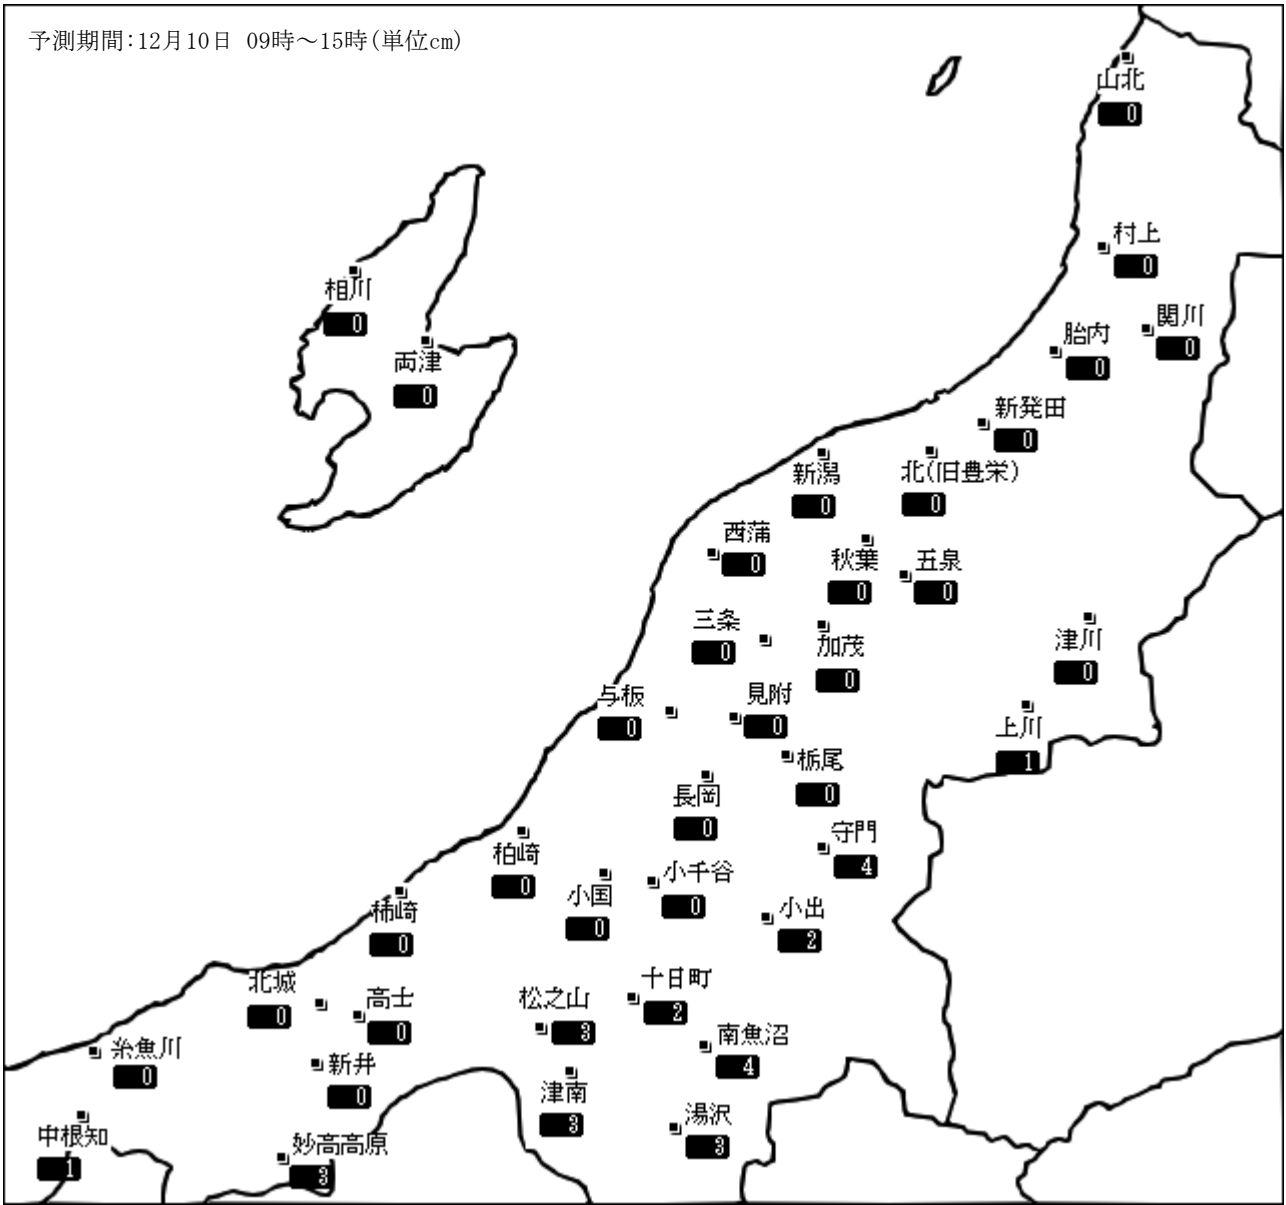 予測期間:12月10日 09時～15時(単位cm)
山北
0
村上
0
相川
0
関川
0
胎内
0
両津
0
新発田
0
新潟
0
北(旧豊栄)
0
西蒲
0
秋葉
0
五泉
0
三条
0
加茂
0
津川
0
与板
0
見附
0
上川
1
栃尾
0
長岡
0
守門
4
柏崎
0
小千谷
0
小国
0
小出
2
柿崎
0
北城
0
高士
0
松之山
3
十日町
2
南魚沼
4
糸魚川
0
新井
0
津南
3
湯沢
3
中根知
1
妙高高原
3